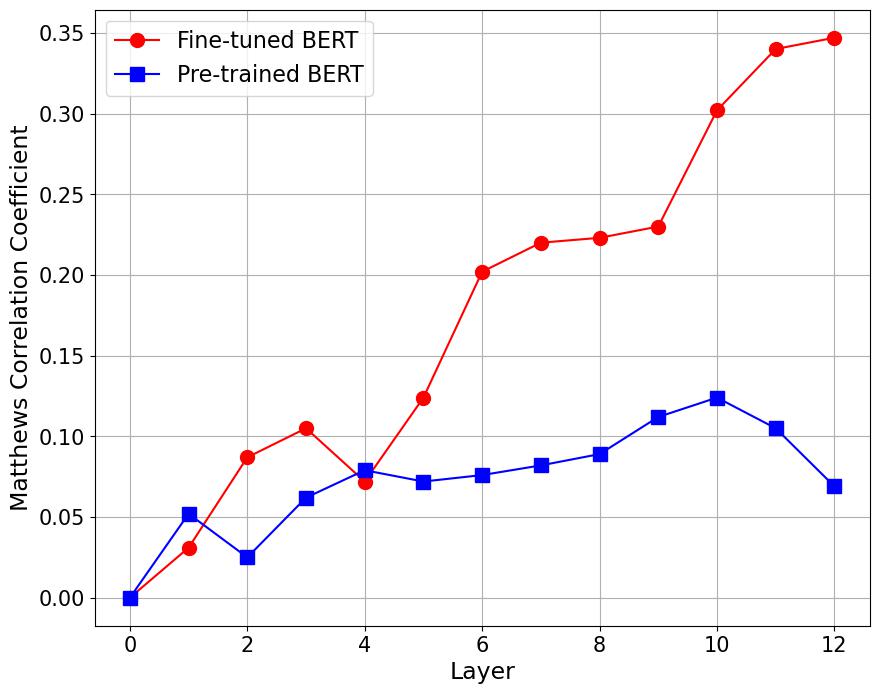 Fine-tuned BERT
Pre-trained BERT
Matthews Correlation Coefficient
0.35
0.30
0.25
0.20
0.15
0.10
0.05
0.00
0 2 4 6 8 10 12
Layer